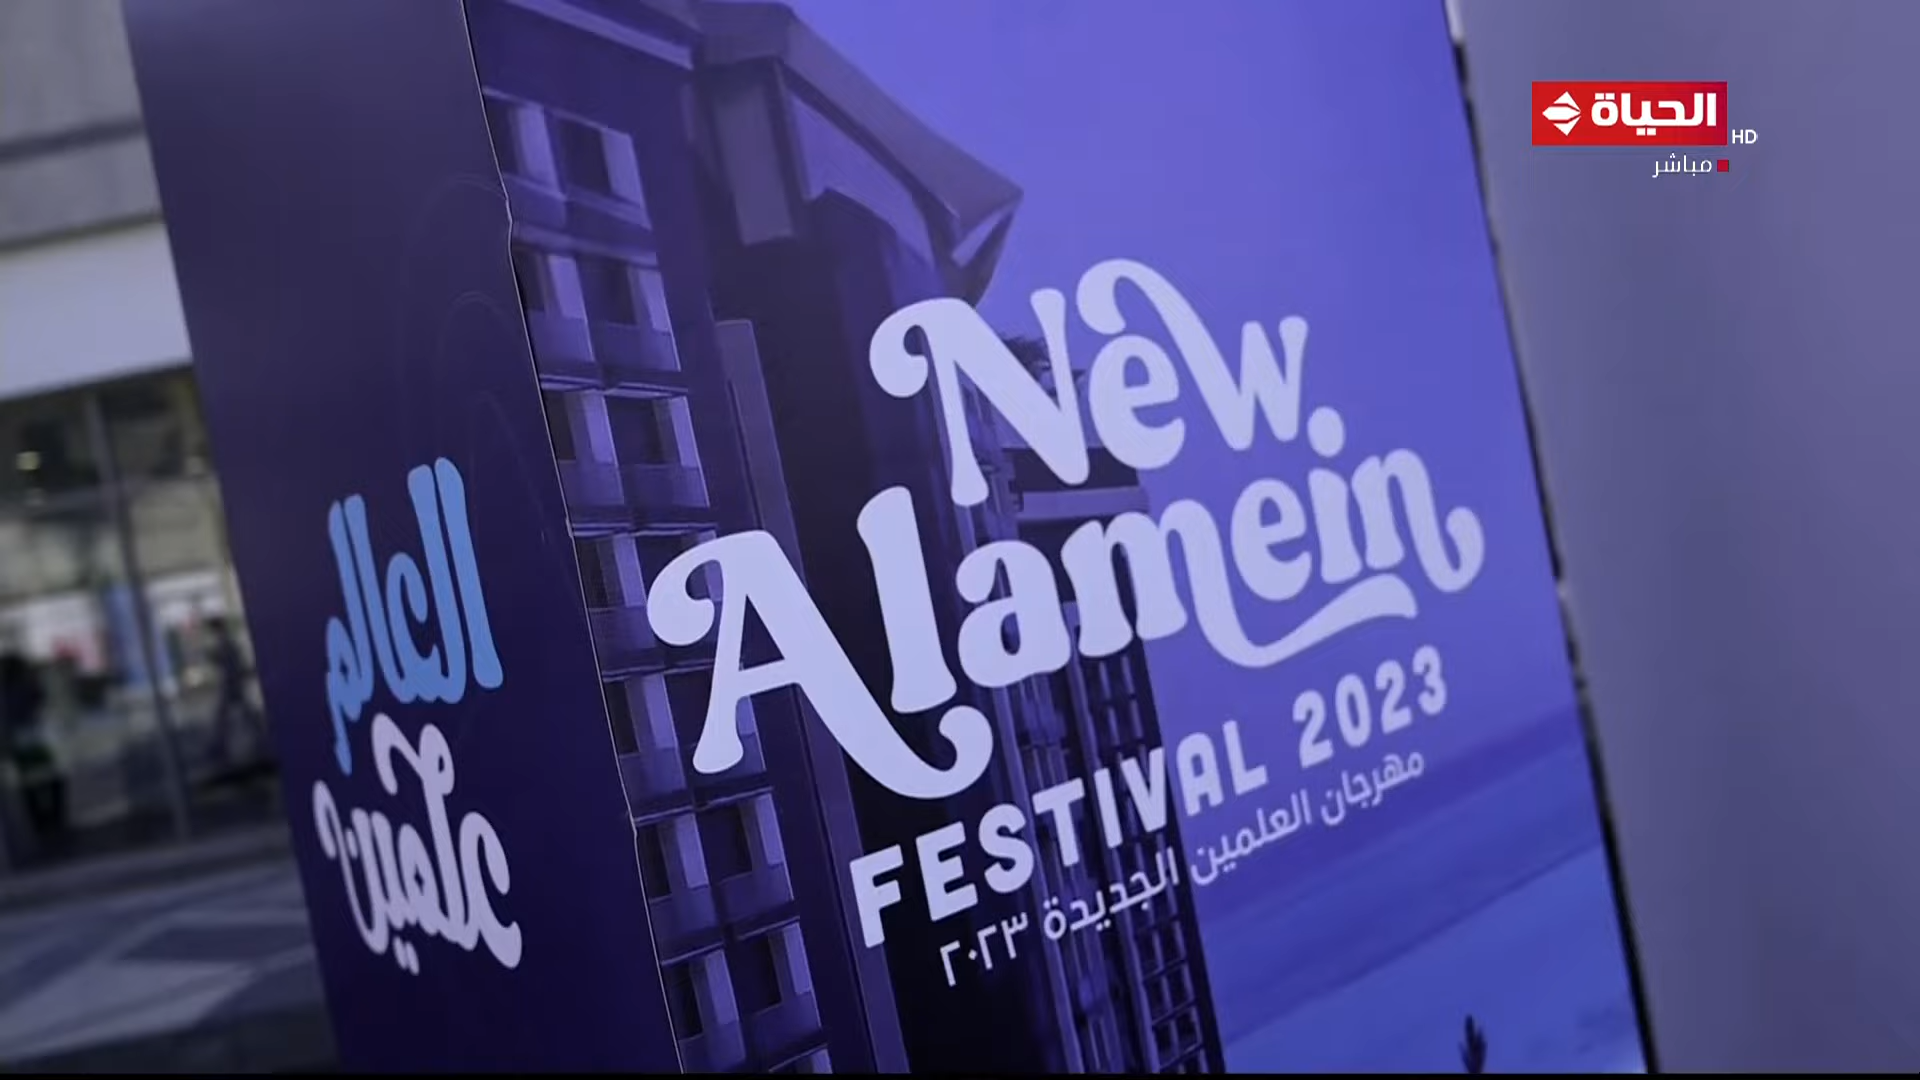 الحياة
HD
مباشر
New
Alamein
FESTIVAL 2023
مهرجان العلمين الجديدة ٢٠٢٣
العالم
علمين